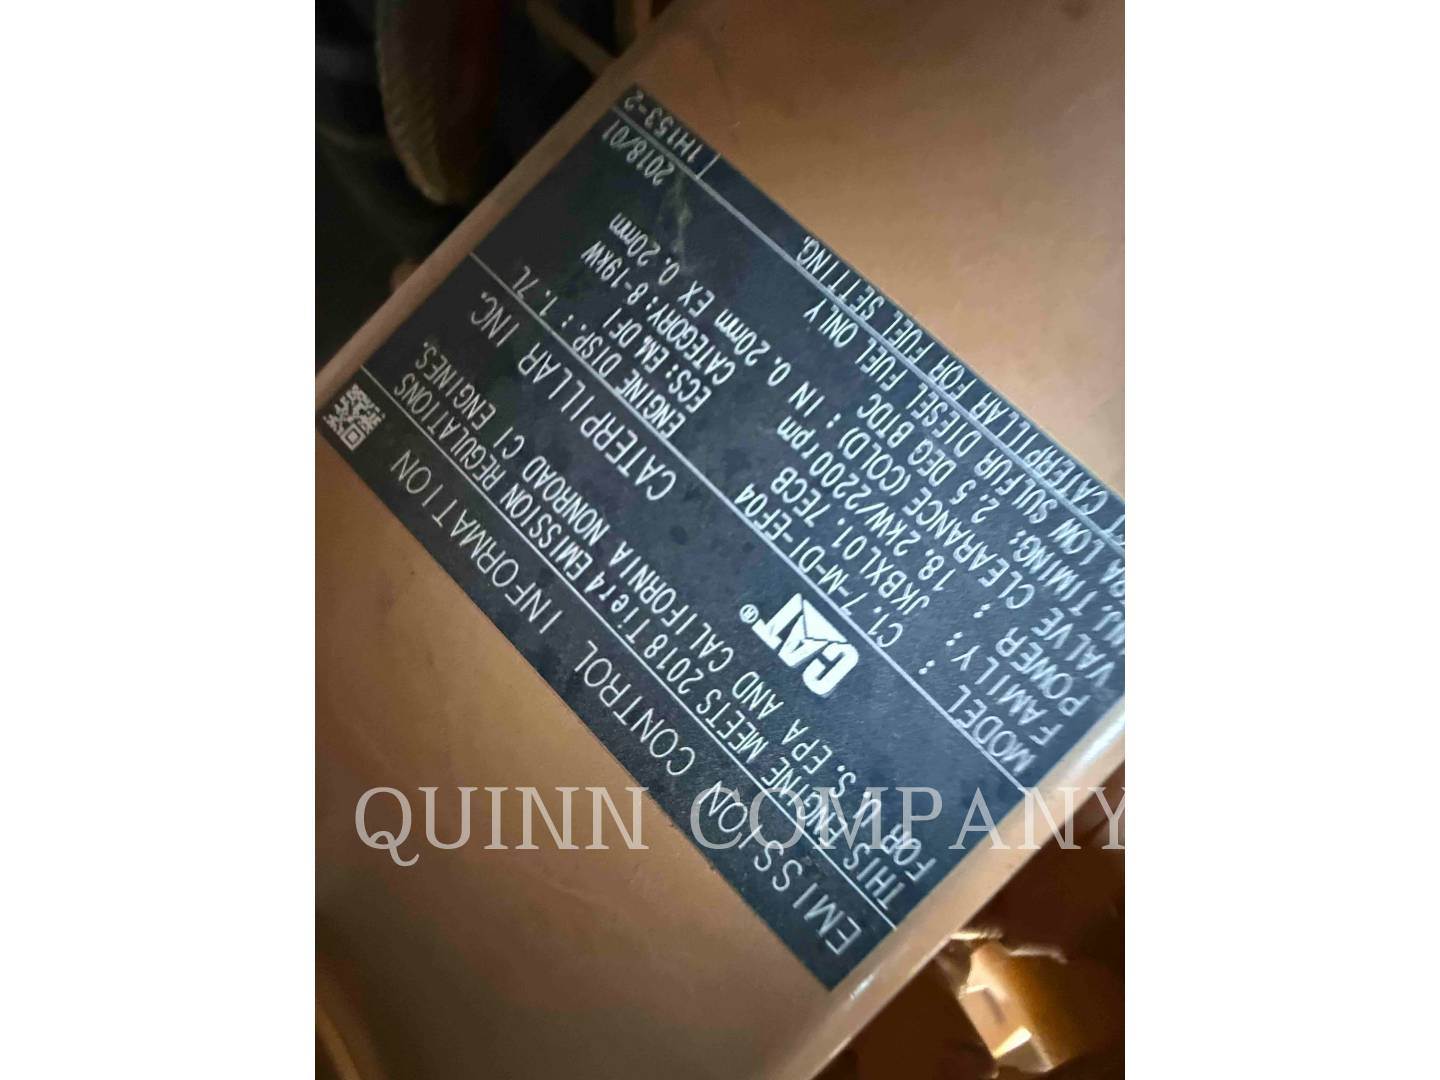 EMISSION CONTROL INFORMATION
THIS ENGINE MEETS 2018 Tier4 EMISSION REGULATIONS
FOR U.S. EPA AND CALIFORNIA NONROAD CI ENGINES.
CAT ® CATERPILLAR INC.
MODEL : C1.7-M-DI-EF04 ENGINE DISP.: 1.7L
FAMILY: JKBXL01.7ECB ECS: EM, DFI
POWER : 18.2kW/2200rpm CATEGORY: 8-19kW
VALVE CLEARANCE (COLD) : IN 0.20mm EX 0.20mm
INJ. TIMING: 2.5 DEG BTDC
LOW SULFUR DIESEL FUEL ONLY
CATERPILLAR FOR FUEL SETTING. 2018/01
1H153-2
QUINN COMPANY